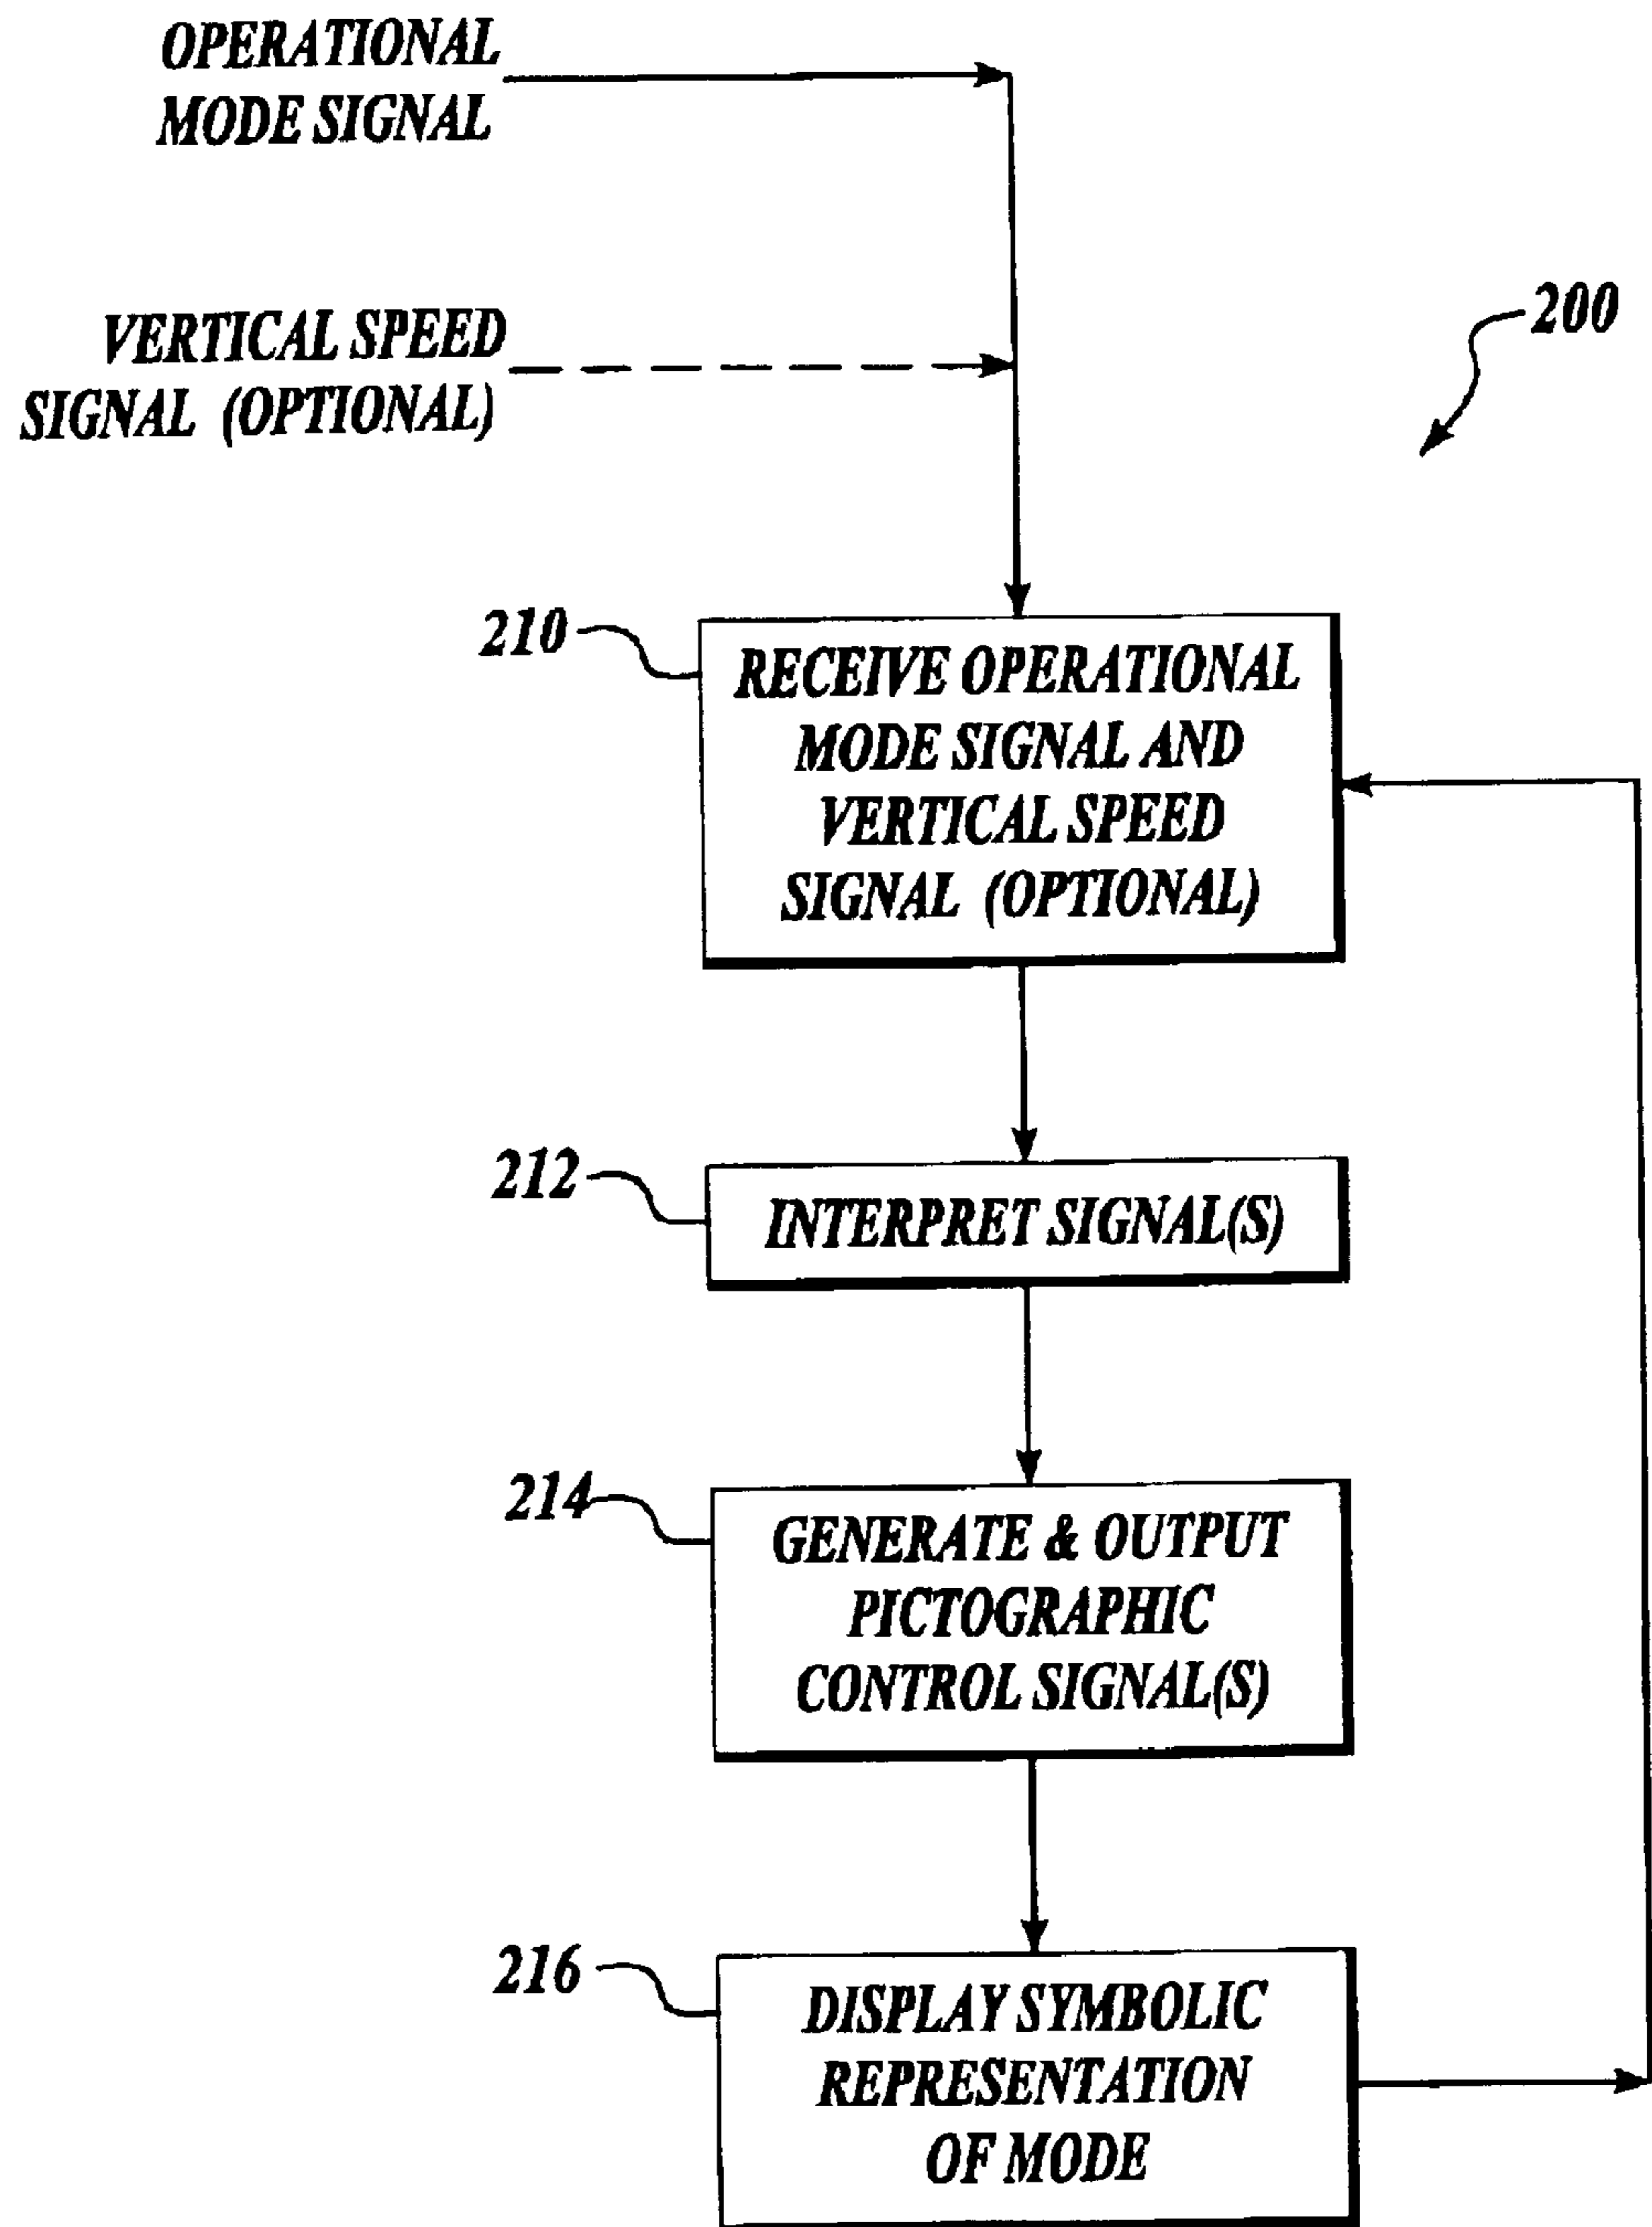 OPERATIONAL
MODE SIGNAL
VERTICAL SPEED
SIGNAL (OPTIONAL)
200
210
RECEIVE OPERATIONAL
MODE SIGNAL AND
VERTICAL SPEED
SIGNAL (OPTIONAL)
212
INTERPRET SIGNAL(S)
214
GENERATE & OUTPUT
PICTOGRAPHIC
CONTROL SIGNAL(S)
216
DISPLAY SYMBOLIC
REPRESENTATION
OF MODE